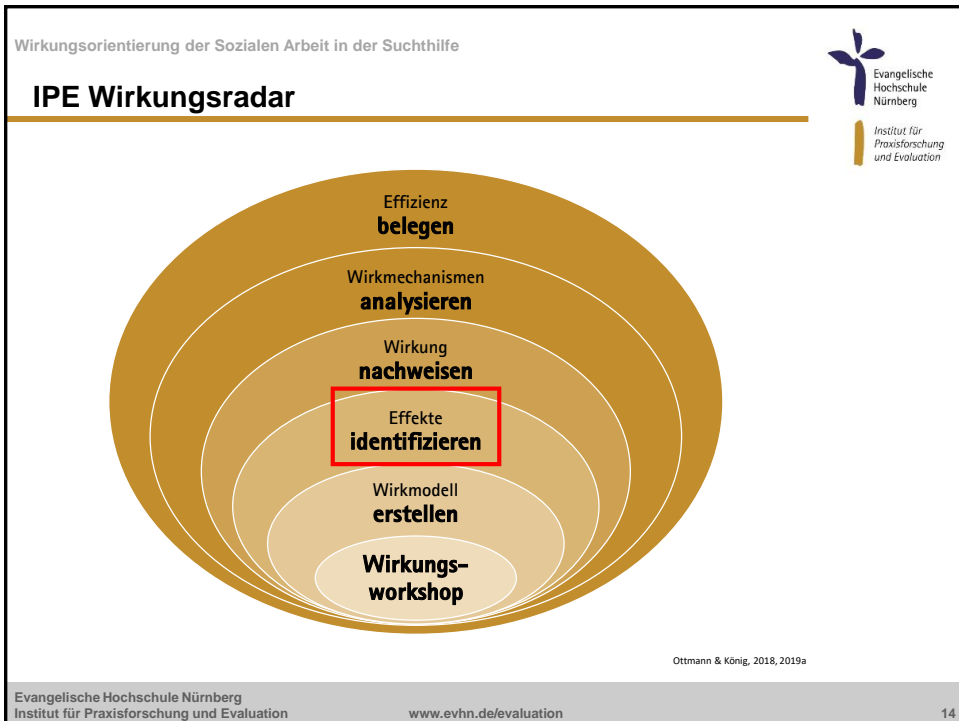 Wirkungsorientierung der Sozialen Arbeit in der Suchthilfe
IPE Wirkungsradar
Evangelische
Hochschule
Nürnberg
Institut für
Praxisforschung
und Evaluation
Effizienz
belegen
Wirkmechanismen
analysieren
Wirkung
nachweisen
Effekte
identifizieren
Wirkmodell
erstellen
Wirkungs-
workshop
Ottmann & König, 2018, 2019a
Evangelische Hochschule Nürnberg
Institut für Praxisforschung und Evaluation www.evhn.de/evaluation 14